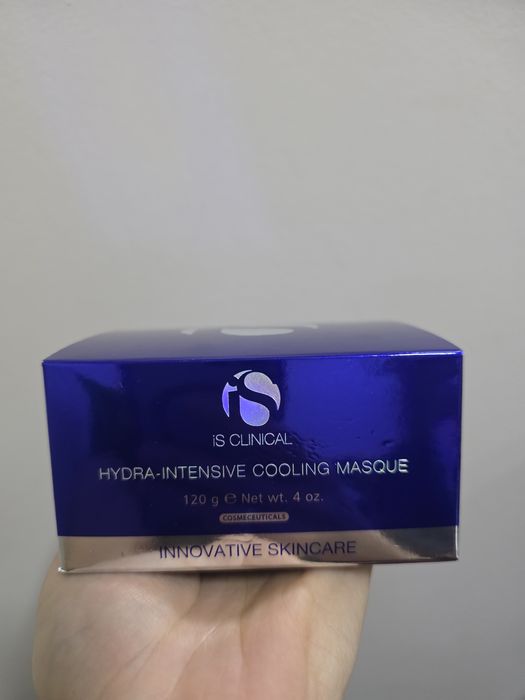 iS
iS CLINICAL
HYDRA-INTENSIVE COOLING MASQUE
120 g ℮ Net wt. 4 oz.
COSMECEUTICALS
INNOVATIVE SKINCARE